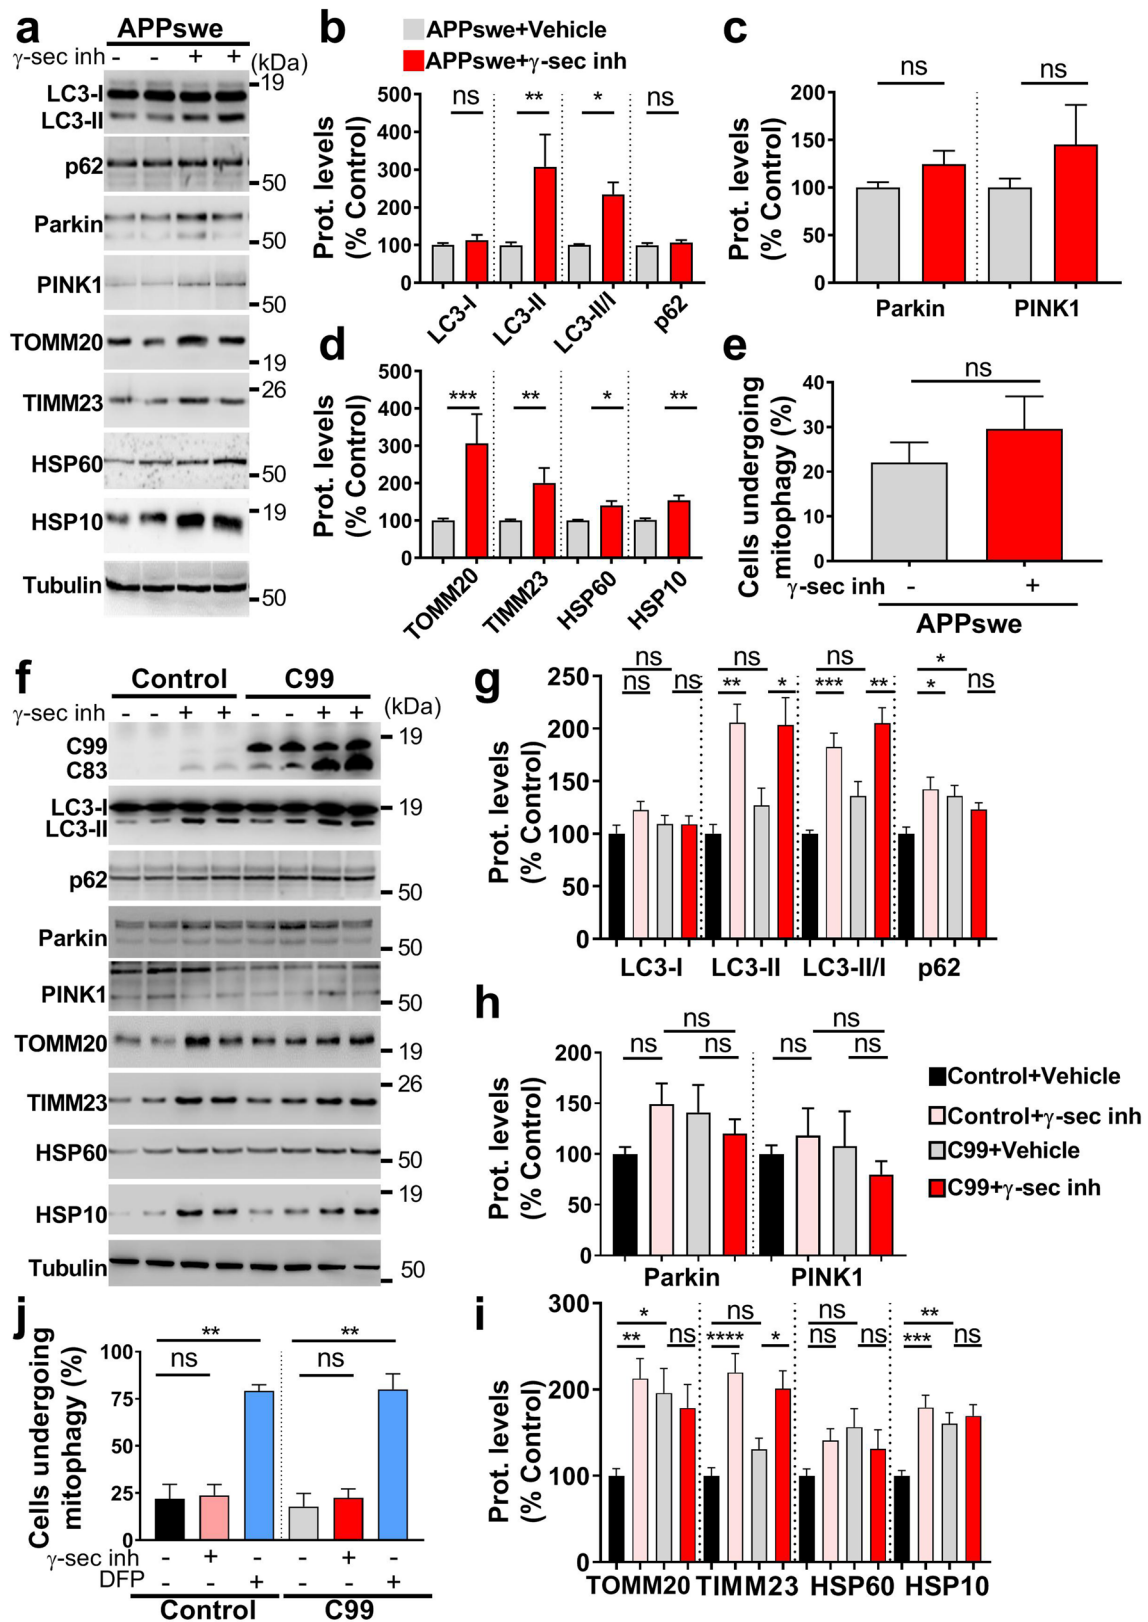 a
APPswe
γ-sec inh - - + + (kDa)
LC3-I
LC3-II
19
p62
50
Parkin
50
PINK1
50
TOMM20
19
TIMM23
26
HSP60
50
HSP10
19
Tubulin
50
b
APPswe+Vehicle
APPswe+γ-sec inh
Prot. levels
(% Control)
500
400
300
200
100
0
ns ** * ns
LC3-I LC3-II LC3-II/I p62
c
Prot. levels
(% Control)
200
150
100
50
0
ns ns
Parkin PINK1
d
Prot. levels
(% Control)
500
400
300
200
100
0
*** ** * **
TOMM20 TIMM23 HSP60 HSP10
e
Cells undergoing
mitophagy (%)
40
30
20
10
0
ns
γ-sec inh - +
APPswe
f
Control C99
γ-sec inh - - + + - - + + (kDa)
C99
C83
19
LC3-I
LC3-II
19
p62
50
Parkin
50
PINK1
50
TOMM20
19
TIMM23
26
HSP60
50
HSP10
19
Tubulin
50
g
Prot. levels
(% Control)
250
200
150
100
50
0
ns ns ns *
ns ns ** * *** ** * ns
LC3-I LC3-II LC3-II/I p62
h
Prot. levels
(% Control)
200
150
100
50
0
ns ns
ns ns ns ns
Parkin PINK1
Control+Vehicle
Control+γ-sec inh
C99+Vehicle
C99+γ-sec inh
i
Prot. levels
(% Control)
300
200
100
0
* ns ns **
** ns **** * ns ns *** ns
TOMM20 TIMM23 HSP60 HSP10
j
Cells undergoing
mitophagy (%)
100
75
50
25
0
** **
ns ns
γ-sec inh - + - - + -
DFP - - + - - +
Control C99